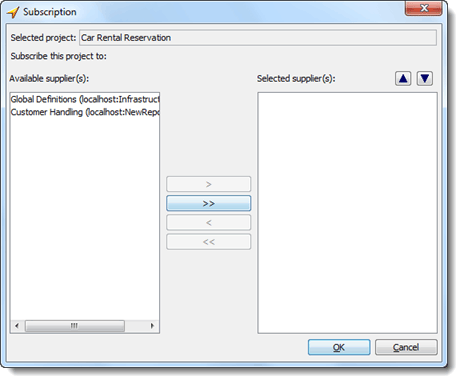 Subscription
Selected project: Car Rental Reservation
Subscribe this project to:
Available supplier(s): Selected supplier(s):
Global Definitions (localhost:Infrastruct
Customer Handling (localhost:NewRepo
>
>>
<
<<
OK Cancel